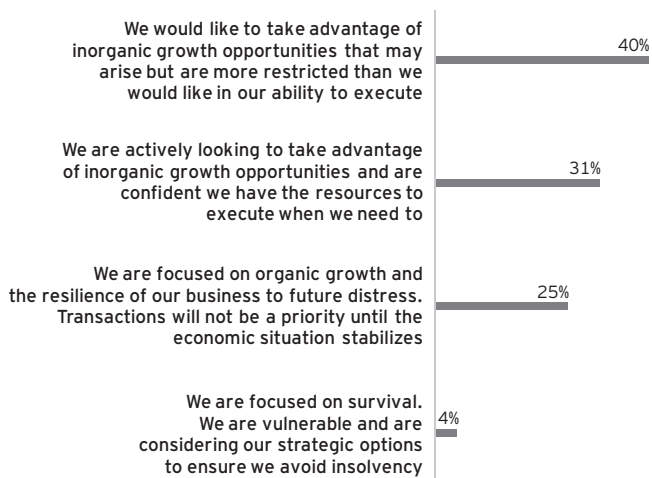 We would like to take advantage of
inorganic growth opportunities that may
arise but are more restricted than we
would like in our ability to execute
40%
We are actively looking to take advantage
of inorganic growth opportunities and are
confident we have the resources to
execute when we need to
31%
We are focused on organic growth and
the resilience of our business to future distress.
Transactions will not be a priority until the
economic situation stabilizes
25%
We are focused on survival.
We are vulnerable and are
considering our strategic options
to ensure we avoid insolvency
4%